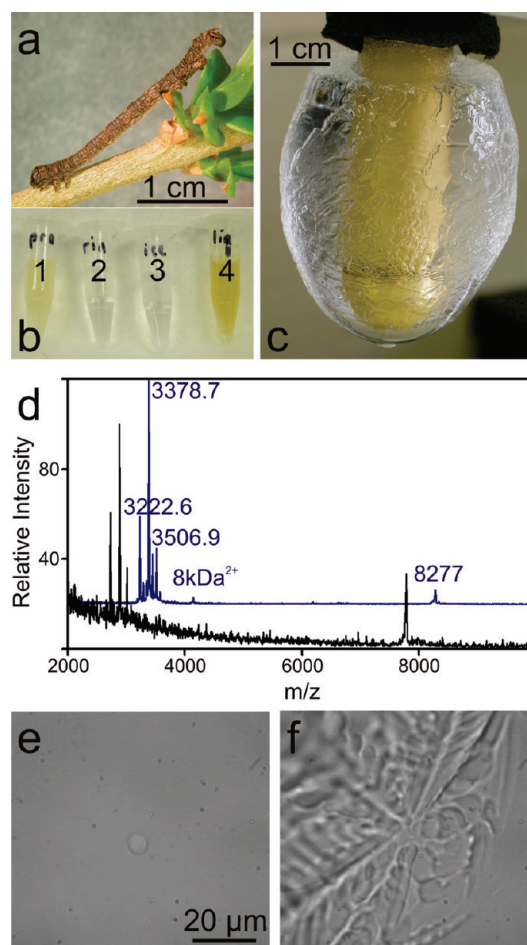 a
1 cm
pre
rin
ice
liq
1
2
3
4
b
1 cm
c
d
Relative Intensity
80
40
3378.7
3222.6
3506.9
8kDa2+
8277
2000
4000
6000
8000
m/z
e
20 μm
f